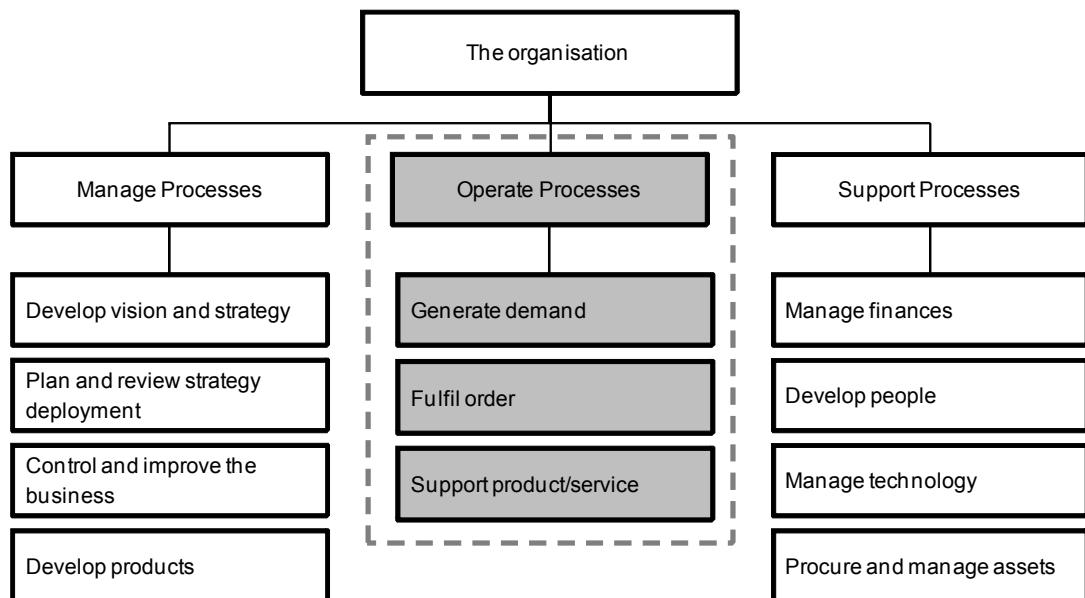 The organisation
Manage Processes
Operate Processes
Support Processes
Develop vision and strategy
Generate demand
Manage finances
Plan and review strategy
deployment
Fulfil order
Develop people
Control and improve the
business
Support product/service
Manage technology
Develop products
Procure and manage assets